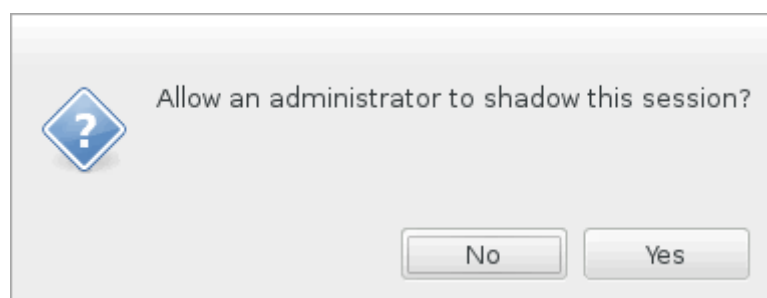 Allow an administrator to shadow this session?
?
No Yes